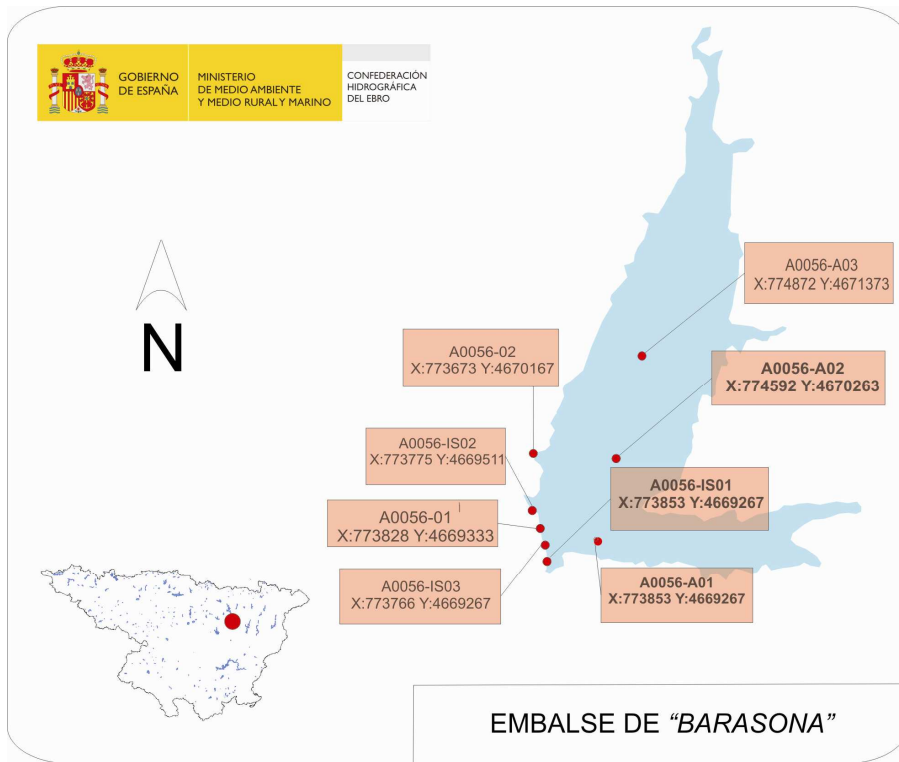 GOBIERNO
DE ESPAÑA
MINISTERIO
DE MEDIO AMBIENTE
Y MEDIO RURAL Y MARINO
CONFEDERACIÓN
HIDROGRÁFICA
DEL EBRO
N
A0056-A03
X:774872 Y:4671373
A0056-02
X:773673 Y:4670167
A0056-A02
X:774592 Y:4670263
A0056-IS02
X:773775 Y:4669511
A0056-IS01
X:773853 Y:4669267
A0056-01
X:773828 Y:4669333
A0056-IS03
X:773766 Y:4669267
A0056-A01
X:773853 Y:4669267
EMBALSE DE "BARASONA"